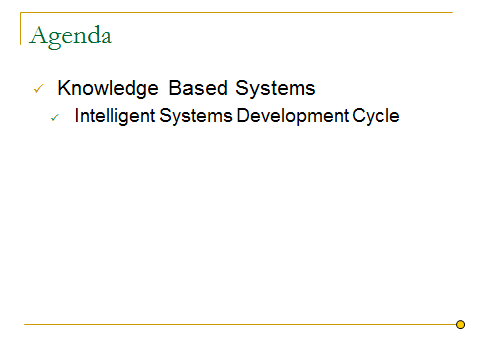 Agenda
Knowledge Based Systems
Intelligent Systems Development Cycle